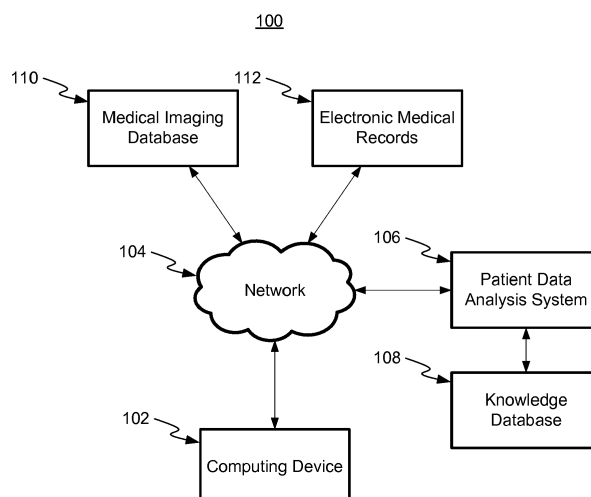 100
110
112
Medical Imaging
Database
Electronic Medical
Records
104
106
Network
Patient Data
Analysis System
108
Knowledge
Database
102
Computing Device